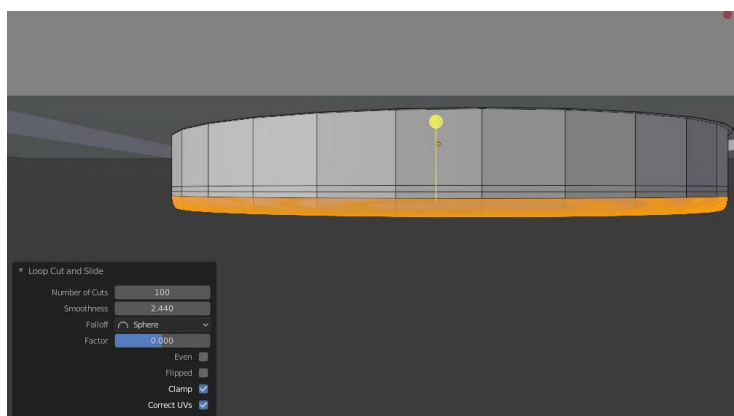 Loop Cut and Slide
Number of Cuts 100
Smoothness 2.440
Falloff Sphere
Factor 0.000
Even
Flipped
Clamp
Correct UVs